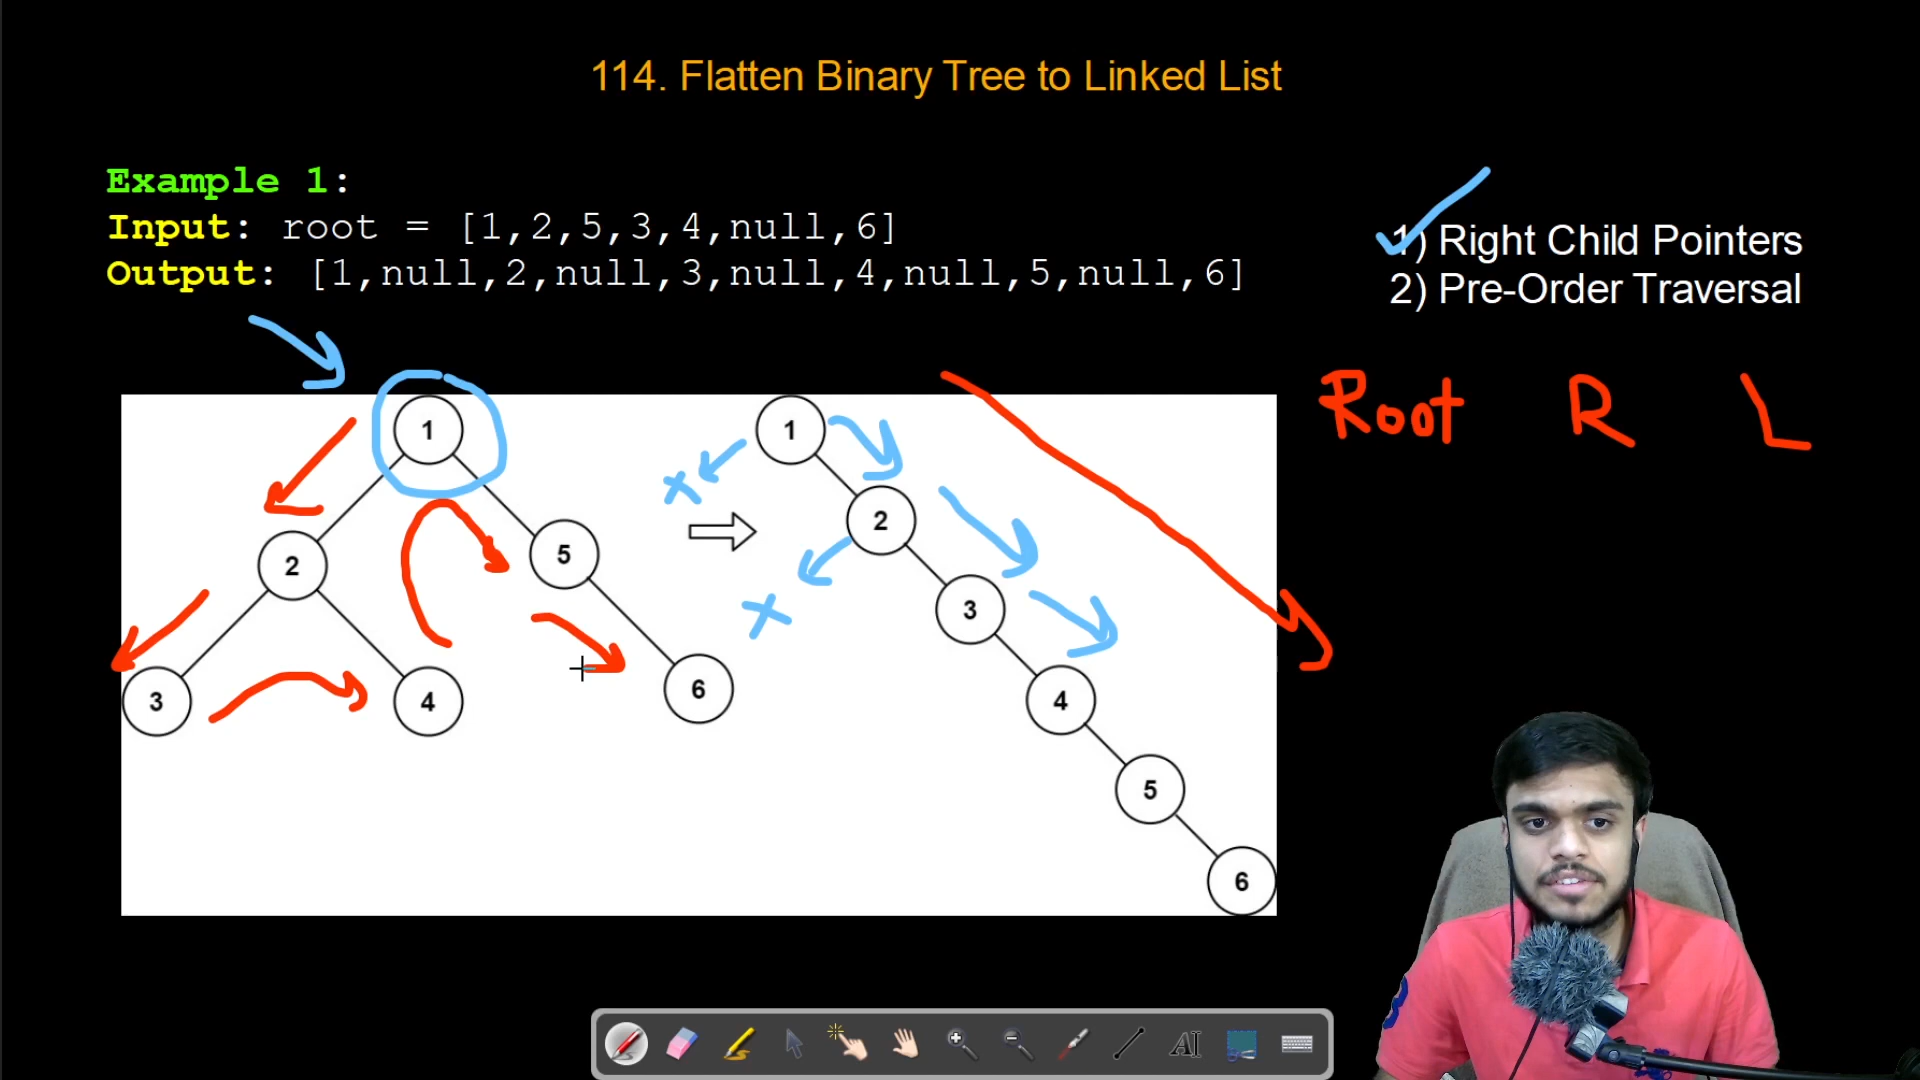 114. Flatten Binary Tree to Linked List
Example 1:
Input: root = [1,2,5,3,4,null,6]
Output: [1,null,2,null,3,null,4,null,5,null,6]
1) Right Child Pointers
2) Pre-Order Traversal
Root R L
1
2
5
3
4
6
1
2
3
4
5
6
AI